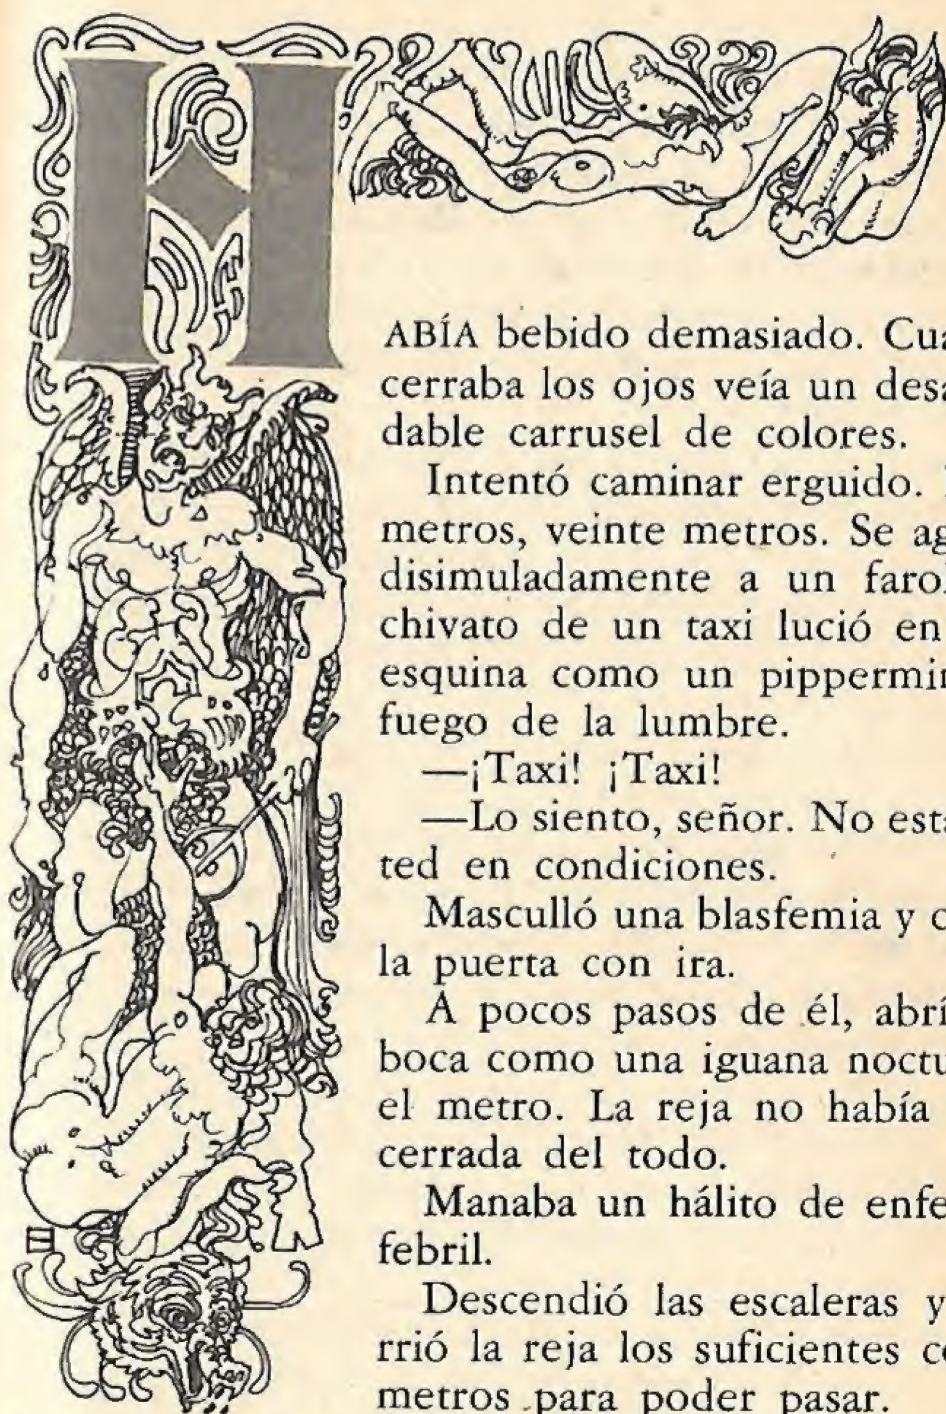 HABÍA bebido demasiado. Cua
cerraba los ojos veía un desa
dable carrusel de colores.
Intentó caminar erguido.
metros, veinte metros. Se ag
disimuladamente a un farol
chivato de un taxi lució en
esquina como un pippermin
fuego de la lumbre.
—¡Taxi! ¡Taxi!
—Lo siento, señor. No est
ted en condiciones.
Masculló una blasfemia y c
la puerta con ira.
A pocos pasos de él, abrí
boca como una iguana noctu
el metro. La reja no había
cerrada del todo.
Manaba un hálito de enfe
febril.
Descendió las escaleras y
rrió la reja los suficientes ce
metros para poder pasar.